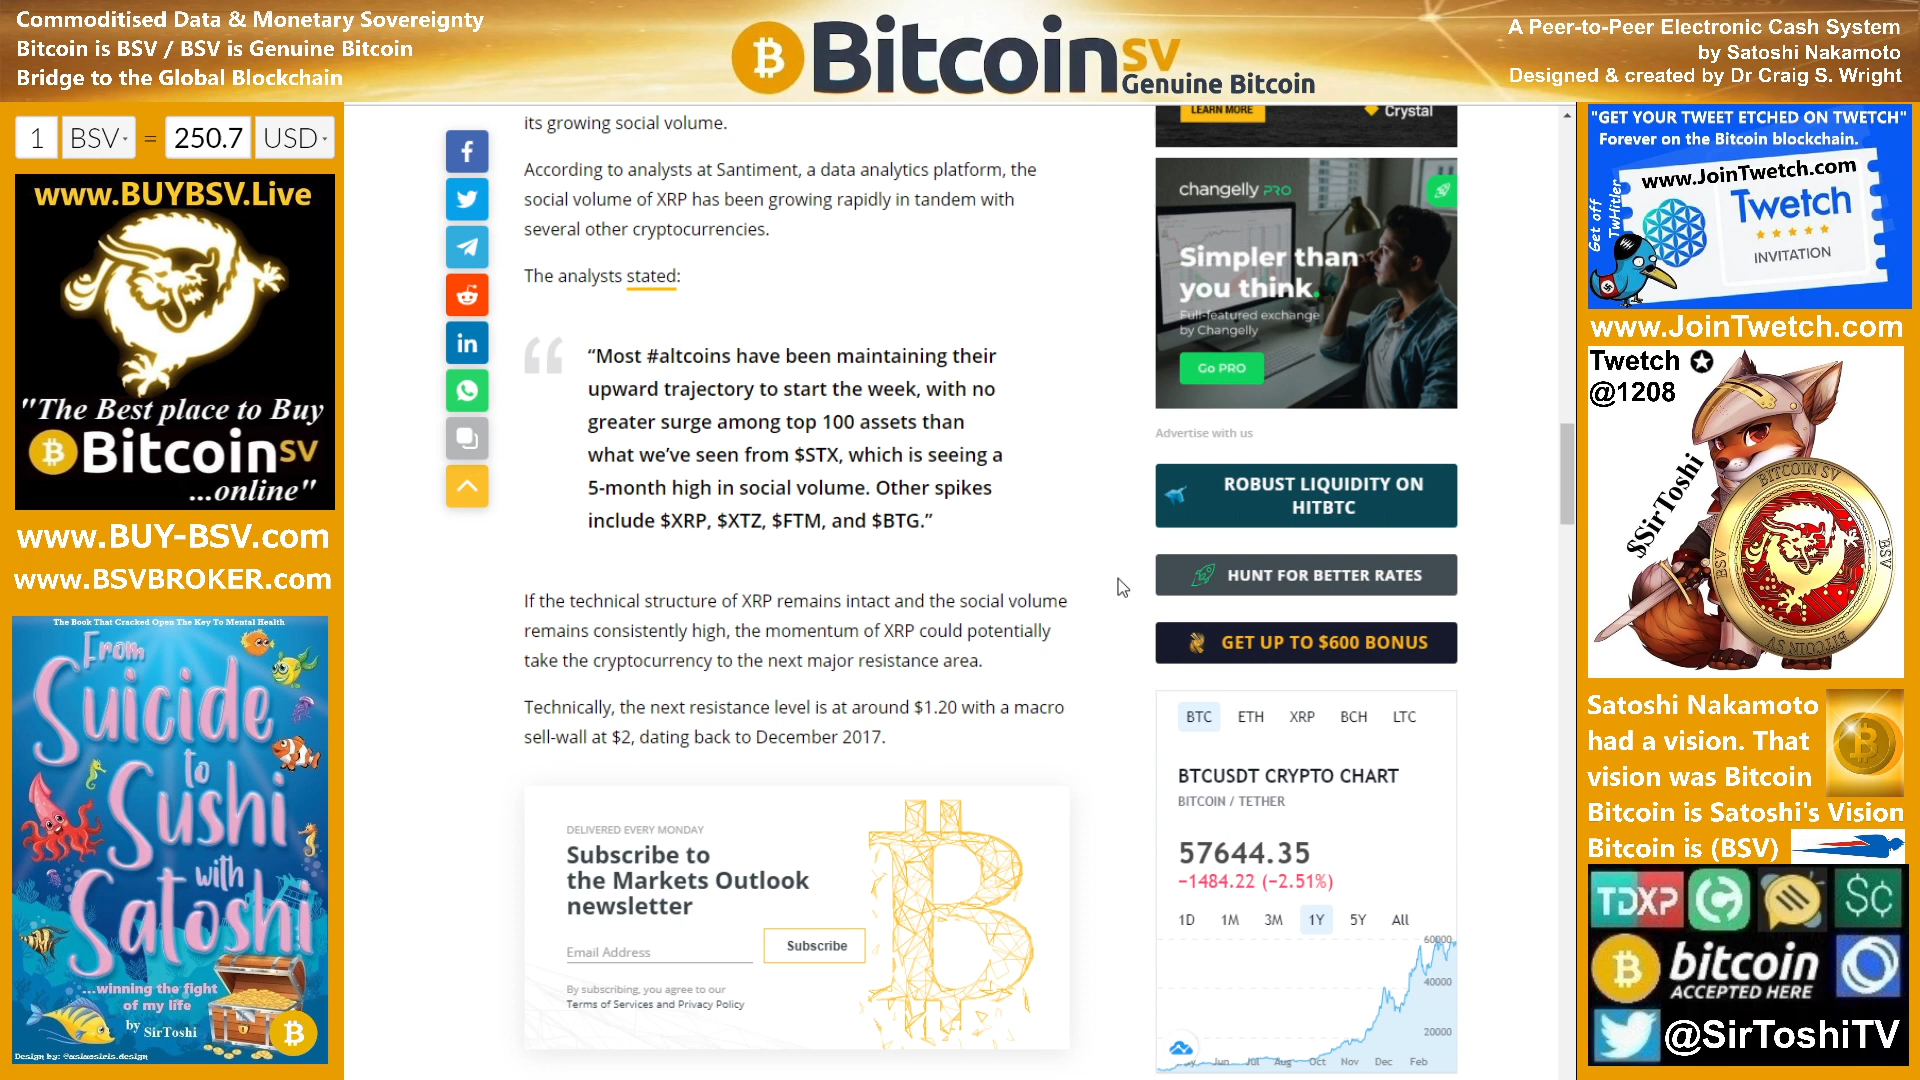 Commoditised Data & Monetary Sovereignty
Bitcoin is BSV / BSV is Genuine Bitcoin
Bridge to the Global Blockchain
Bitcoin SV
Genuine Bitcoin
A Peer-to-Peer Electronic Cash System
by Satoshi Nakamoto
Designed & created by Dr Craig S. Wright
1 BSV = 250.7 USD
www.BUYBSV.Live
"The Best place to Buy
Bitcoin SV
...online"
www.BUY-BSV.com
www.BSVBROKER.com
The Book That Cracked Open The Key To Mental Health
From
Suicide
to
Sushi
with
Satoshi
...winning the fight
of my life
by SirToshi
Design by: @asiaasiris.design
its growing social volume.
According to analysts at Santiment, a data analytics platform, the
social volume of XRP has been growing rapidly in tandem with
several other cryptocurrencies.
The analysts stated:
“Most #altcoins have been maintaining their
upward trajectory to start the week, with no
greater surge among top 100 assets than
what we’ve seen from $STX, which is seeing a
5-month high in social volume. Other spikes
include $XRP, $XTZ, $FTM, and $BTG.”
If the technical structure of XRP remains intact and the social volume
remains consistently high, the momentum of XRP could potentially
take the cryptocurrency to the next major resistance area.
Technically, the next resistance level is at around $1.20 with a macro
sell-wall at $2, dating back to December 2017.
DELIVERED EVERY MONDAY
Subscribe to
the Markets Outlook
newsletter
Email Address
Subscribe
By subscribing, you agree to our
Terms of Services and Privacy Policy
LEARN MORE
Crystal
changelly PRO
Simpler than
you think.
Full-featured exchange
by Changelly
Go PRO
Advertise with us
ROBUST LIQUIDITY ON
HITBTC
HUNT FOR BETTER RATES
GET UP TO $600 BONUS
BTC ETH XRP BCH LTC
BTCUSDT CRYPTO CHART
BITCOIN / TETHER
57644.35
−1484.22 (−2.51%)
1D 1M 3M 1Y 5Y All
60000
40000
20000
Jun Jul Aug Oct Nov Dec Feb
"GET YOUR TWEET ETCHED ON TWETCH"
Forever on the Bitcoin blockchain.
www.JoinTwetch.com
Get off
TwHitler
Twetch
INVITATION
www.JoinTwetch.com
Twetch
@1208
$SirToshi
BITCOIN SV
BSV
BSV
BITCOIN SV
Satoshi Nakamoto
had a vision. That
vision was Bitcoin
Bitcoin is Satoshi's Vision
Bitcoin is (BSV)
TDXP
$C
bitcoin
ACCEPTED HERE
@SirToshiTV